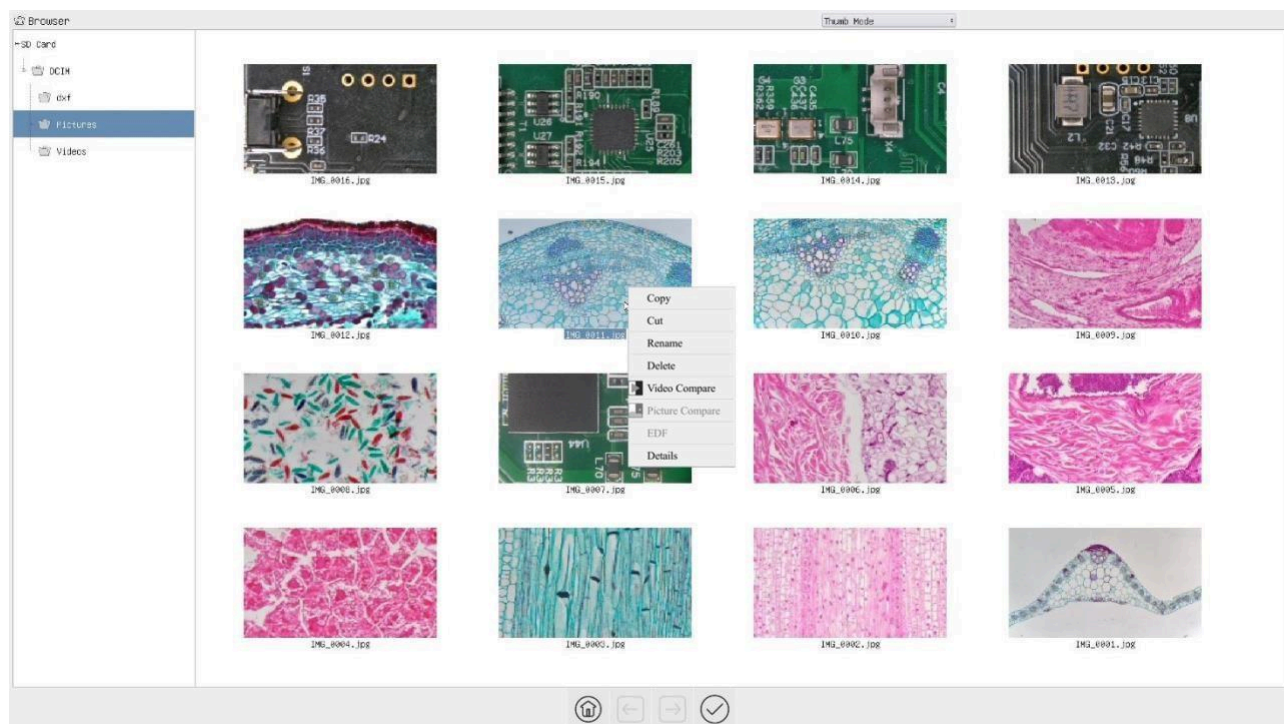 Browser
Thumb Mode
SD Card
DCIM
dxf
Pictures
Videos
IMG_0016.jpg
IMG_0015.jpg
IMG_0014.jpg
IMG_0013.jpg
IMG_0012.jpg
IMG_0011.jpg
IMG_0010.jpg
IMG_0009.jpg
Copy
Cut
Rename
Delete
Video Compare
Picture Compare
EDF
Details
IMG_0008.jpg
IMG_0007.jpg
IMG_0006.jpg
IMG_0005.jpg
IMG_0004.jpg
IMG_0003.jpg
IMG_0002.jpg
IMG_0001.jpg